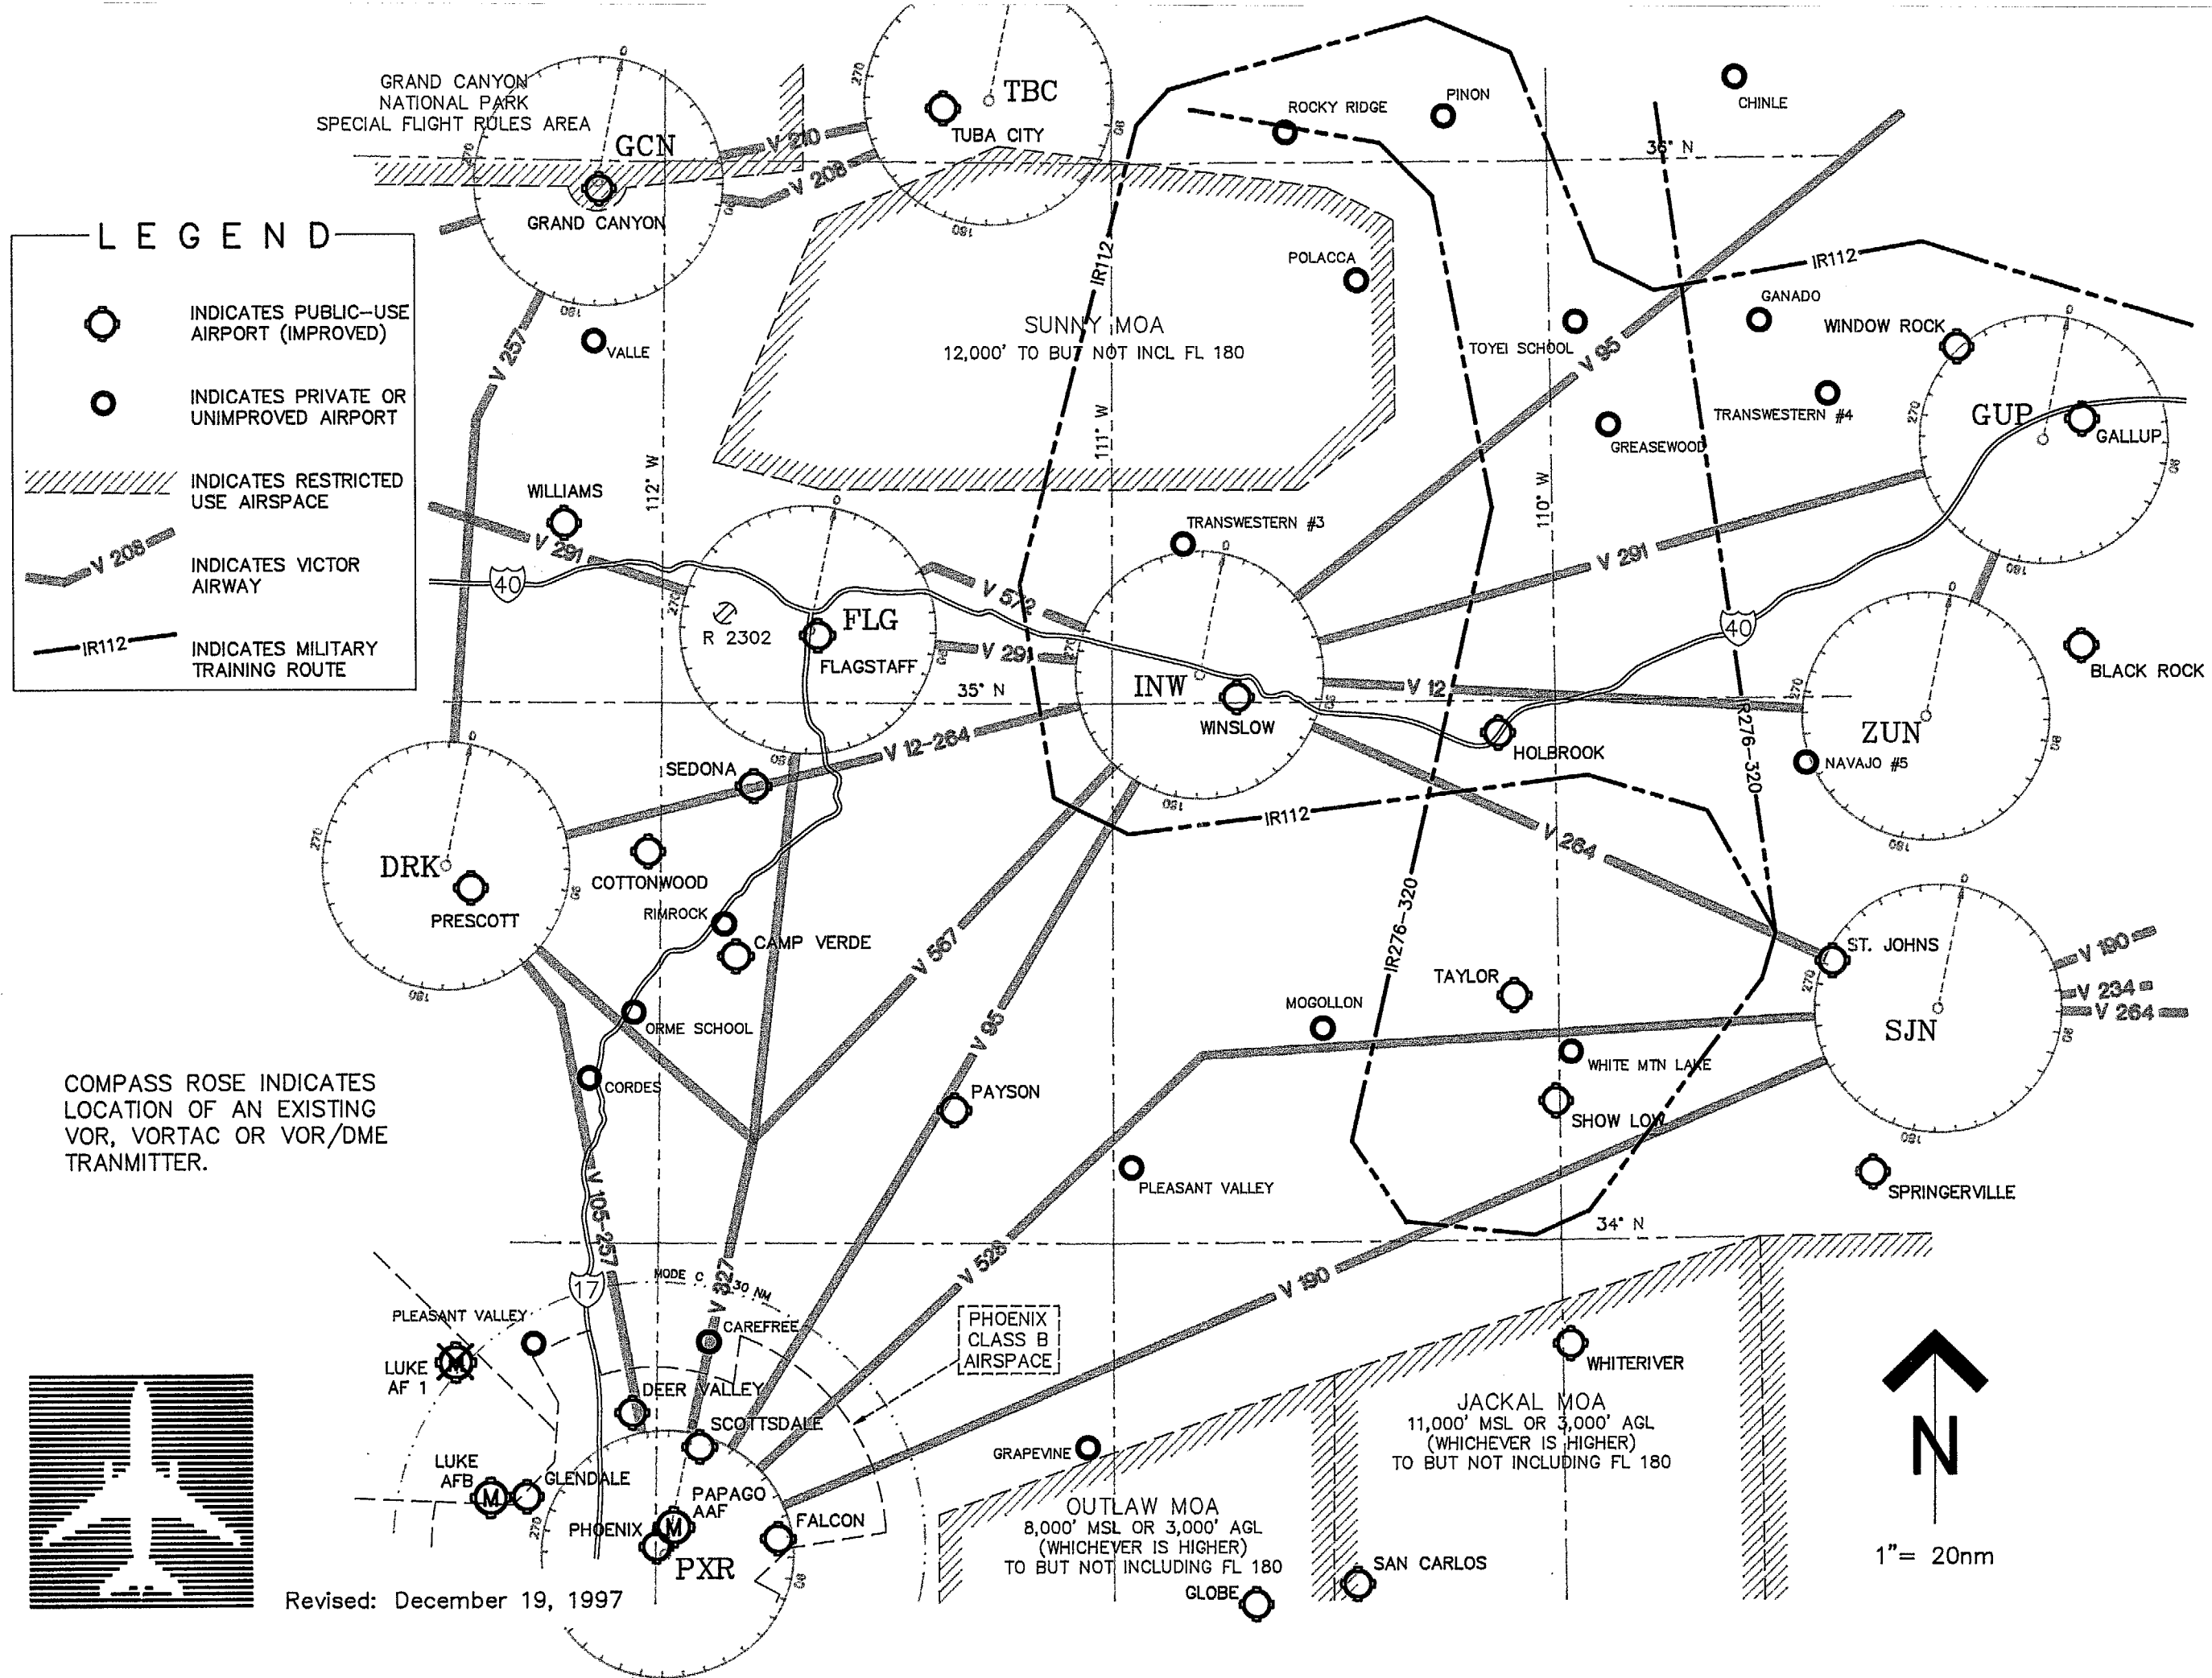 GRAND CANYON
NATIONAL PARK
SPECIAL FLIGHT RULES AREA
GCN
GRAND CANYON
V 210
V 208
TBC
TUBA CITY
ROCKY RIDGE
PINON
CHINLE
36° N
LEGEND
INDICATES PUBLIC-USE
AIRPORT (IMPROVED)
INDICATES PRIVATE OR
UNIMPROVED AIRPORT
INDICATES RESTRICTED
USE AIRSPACE
V 208
INDICATES VICTOR
AIRWAY
IR112
INDICATES MILITARY
TRAINING ROUTE
V 257
VALLE
IR112
POLACCA
SUNNY MOA
12,000' TO BUT NOT INCL FL 180
TOYEI SCHOOL
V 95
IR112
GANADO
WINDOW ROCK
TRANSWESTERN #4
GUP
GALLUP
GREASEWOOD
111° W
112° W
110° W
WILLIAMS
V 291
40
TRANSWESTERN #3
V 572
V 291
R 2302
FLG
FLAGSTAFF
V 291
35° N
INW
WINSLOW
V 12
40
BLACK ROCK
HOLBROOK
ZUN
NAVAJO #5
IR276-320
V 12-264
SEDONA
IR112
V 264
DRK
PRESCOTT
COTTONWOOD
RIMROCK
CAMP VERDE
V 567
IR276-320
TAYLOR
MOGOLLON
ST. JOHNS
V 190
V 234
V 264
SJN
ORME SCHOOL
V 95
CORDES
WHITE MTN LAKE
SHOW LOW
PAYSON
COMPASS ROSE INDICATES
LOCATION OF AN EXISTING
VOR, VORTAC OR VOR/DME
TRANMITTER.
PLEASANT VALLEY
SPRINGERVILLE
34° N
V 105-257
V 327
V 528
V 190
MODE C 30 NM
17
PLEASANT VALLEY
LUKE
AF 1
M
CAREFREE
PHOENIX
CLASS B
AIRSPACE
WHITERIVER
DEER VALLEY
SCOTTSDALE
JACKAL MOA
11,000' MSL OR 3,000' AGL
(WHICHEVER IS HIGHER)
TO BUT NOT INCLUDING FL 180
GRAPEVINE
LUKE
AFB
M
GLENDALE
PAPAGO
AAF
M
PHOENIX
FALCON
PXR
OUTLAW MOA
8,000' MSL OR 3,000' AGL
(WHICHEVER IS HIGHER)
TO BUT NOT INCLUDING FL 180
SAN CARLOS
GLOBE
N
1"= 20nm
Revised: December 19, 1997